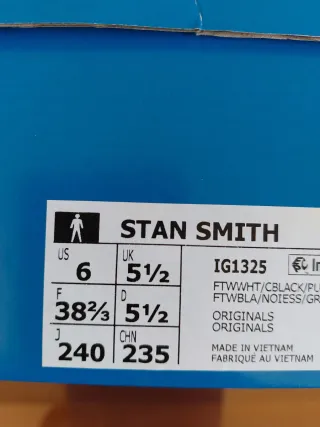 STAN SMITH
US 6 UK 5½
F 38⅔ D 5½
J 240 CHN 235
IG1325
FTWWHT/CBLACK/PU
FTWBLA/NOIESS/GR
ORIGINALS
ORIGINALS
MADE IN VIETNAM
FABRIQUÉ AU VIETNAM